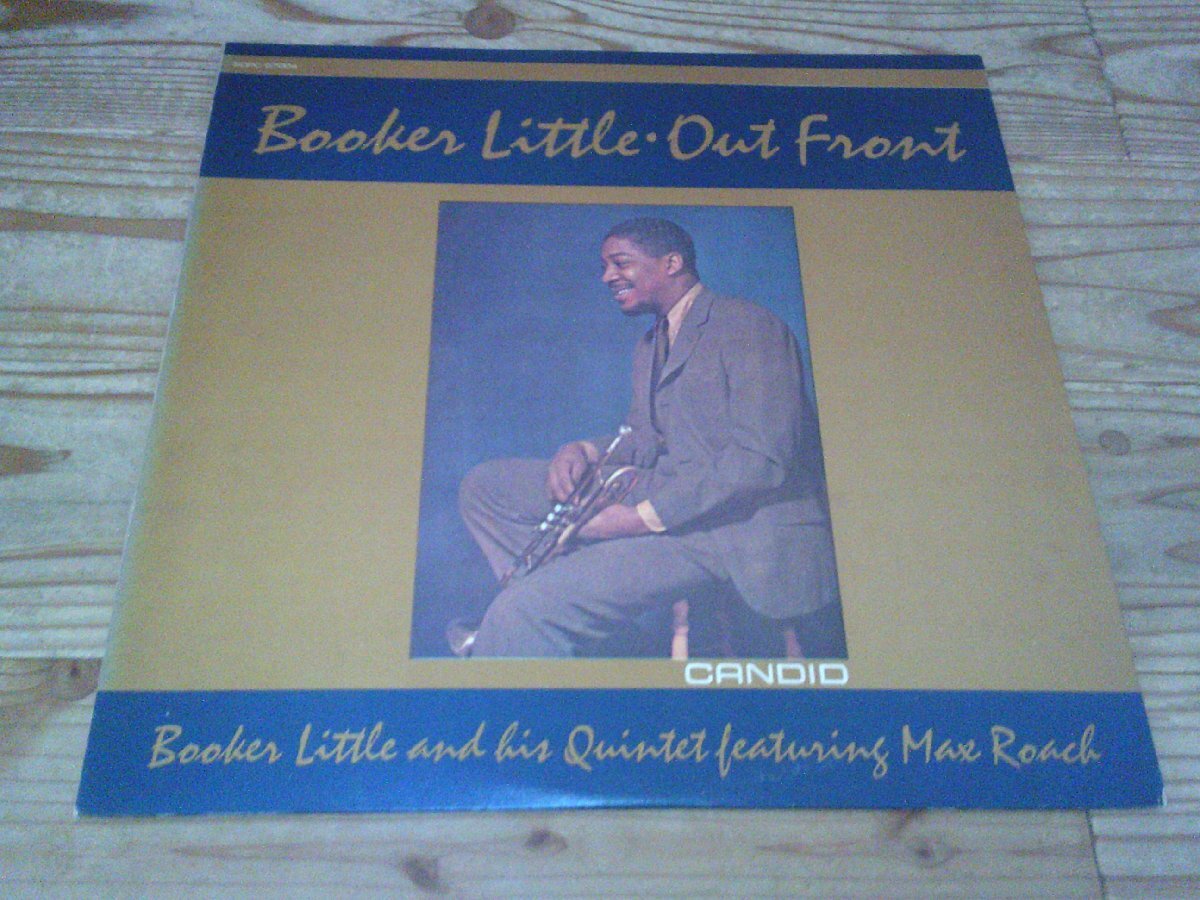 Booker Little · Out Front
CANDID
Booker Little and his Quintet featuring Max Roach